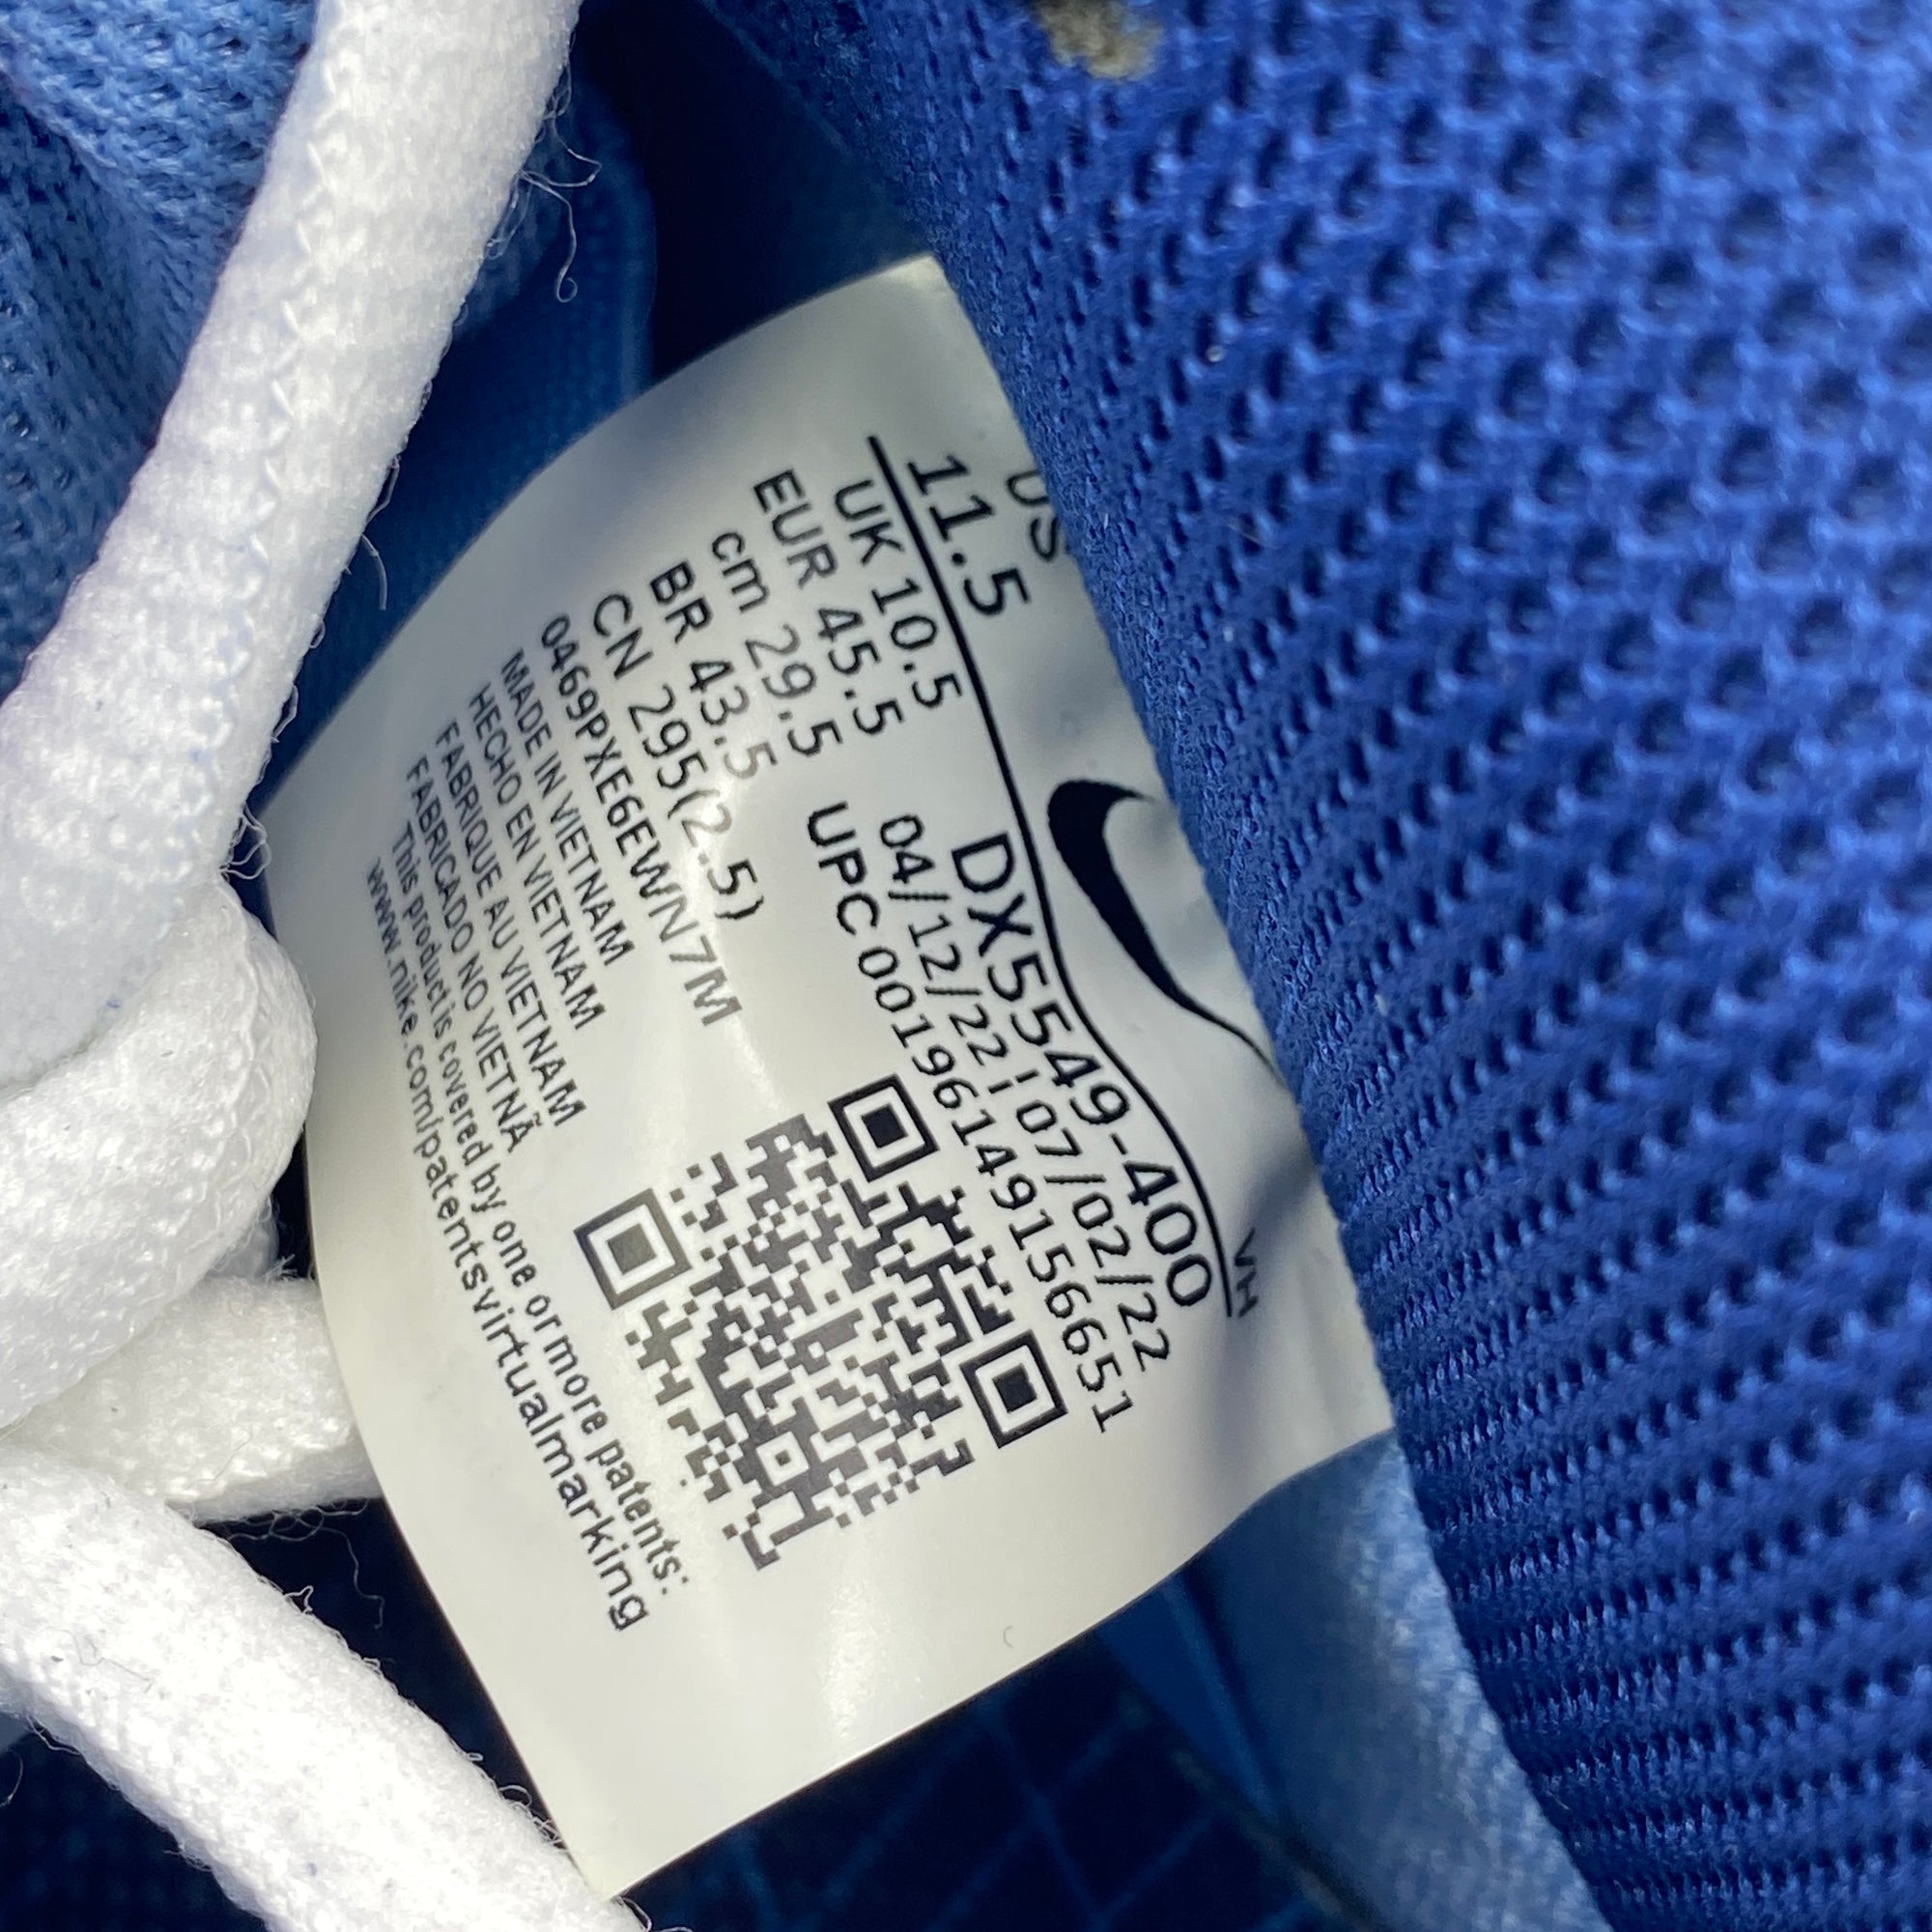 US
11.5
VH
UK 10.5
EUR 45.5
cm 29.5
BR 43.5
CN 295(2.5)
DX5549-400
04/12/22 | 07/02/22
UPC 00196149156651
0469PXE6EWN7M
MADE IN VIETNAM
HECHO EN VIETNAM
FABRIQUE AU VIETNAM
FABRICADO NO VIETNÃ
This product is covered by one or more patents:
www.nike.com/patentsvirtualmarking